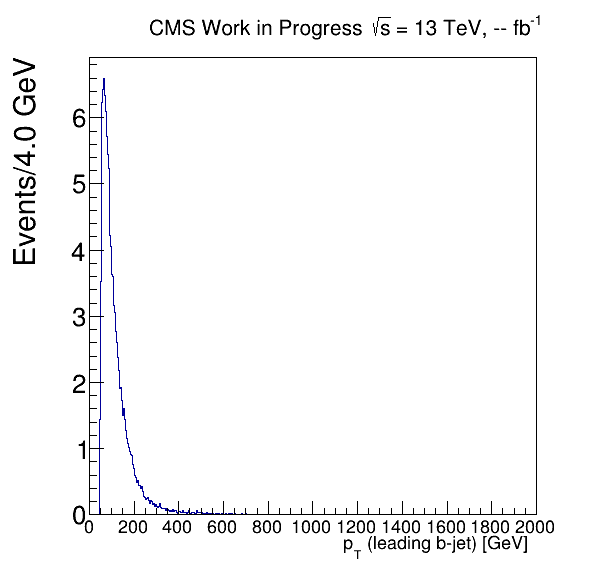 CMS Work in Progress √s = 13 TeV, -- fb⁻¹
Events/4.0 GeV
6
5
4
3
2
1
0
0 200 400 600 800 1000 1200 1400 1600 1800 2000
p_T (leading b-jet) [GeV]